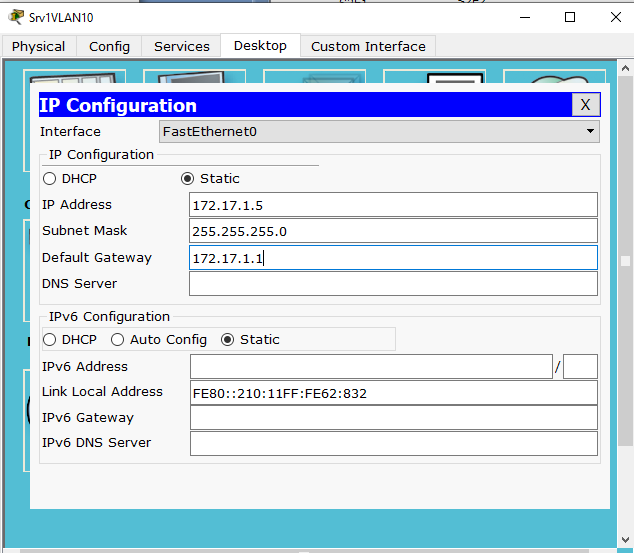 Srv1VLAN10
Physical Config Services Desktop Custom Interface
IP Configuration X
Interface FastEthernet0
IP Configuration
DHCP Static
IP Address 172.17.1.5
Subnet Mask 255.255.255.0
Default Gateway 172.17.1.1
DNS Server
IPv6 Configuration
DHCP Auto Config Static
IPv6 Address /
Link Local Address FE80::210:11FF:FE62:832
IPv6 Gateway
IPv6 DNS Server